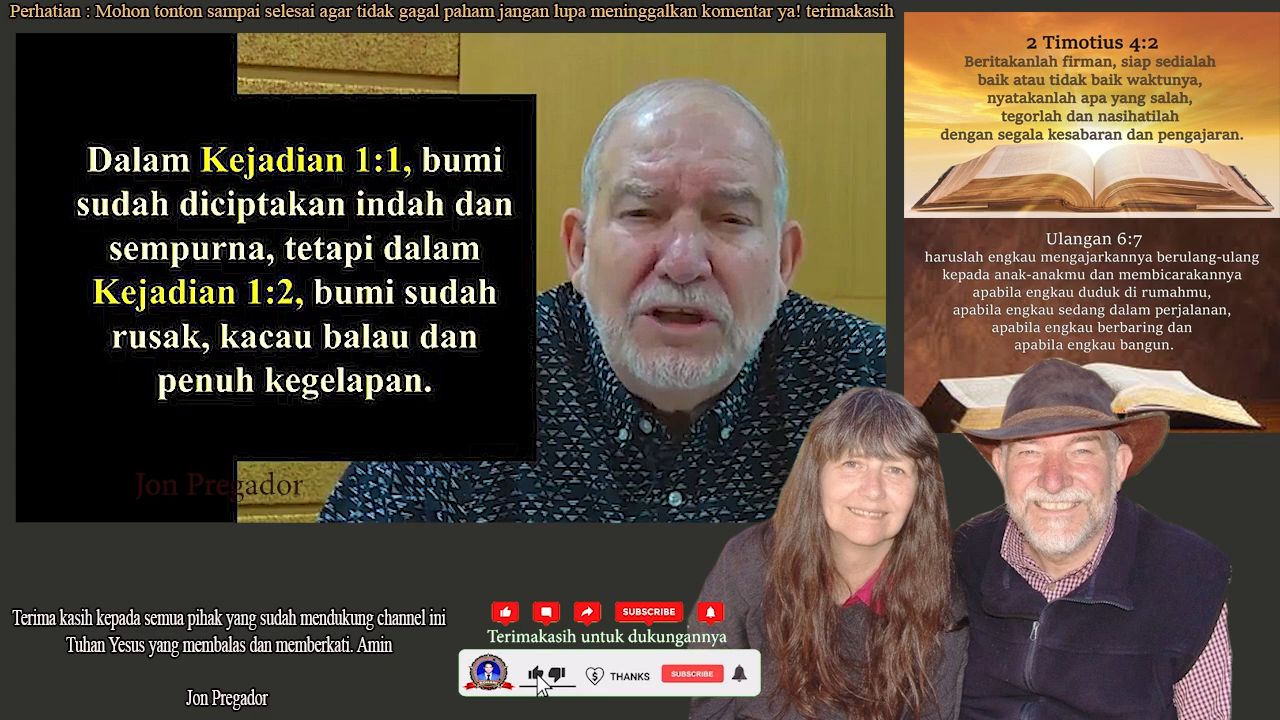 Perhatian : Mohon tonton sampai selesai agar tidak gagal paham jangan lupa meninggalkan komentar ya! terimakasih
Dalam Kejadian 1:1, bumi
sudah diciptakan indah dan
sempurna, tetapi dalam
Kejadian 1:2, bumi sudah
rusak, kacau balau dan
penuh kegelapan.
Jon Pregador
2 Timotius 4:2
Beritakanlah firman, siap sedialah
baik atau tidak baik waktunya,
nyatakanlah apa yang salah,
tegorlah dan nasihatilah
dengan segala kesabaran dan pengajaran.
Ulangan 6:7
haruslah engkau mengajarkannya berulang-ulang
kepada anak-anakmu dan membicarakannya
apabila engkau duduk di rumahmu,
apabila engkau sedang dalam perjalanan,
apabila engkau berbaring dan
apabila engkau bangun.
Terima kasih kepada semua pihak yang sudah mendukung channel ini
Tuhan Yesus yang membalas dan memberkati. Amin
Jon Pregador
SUBSCRIBE
Terimakasih untuk dukungannya
THANKS
SUBSCRIBE